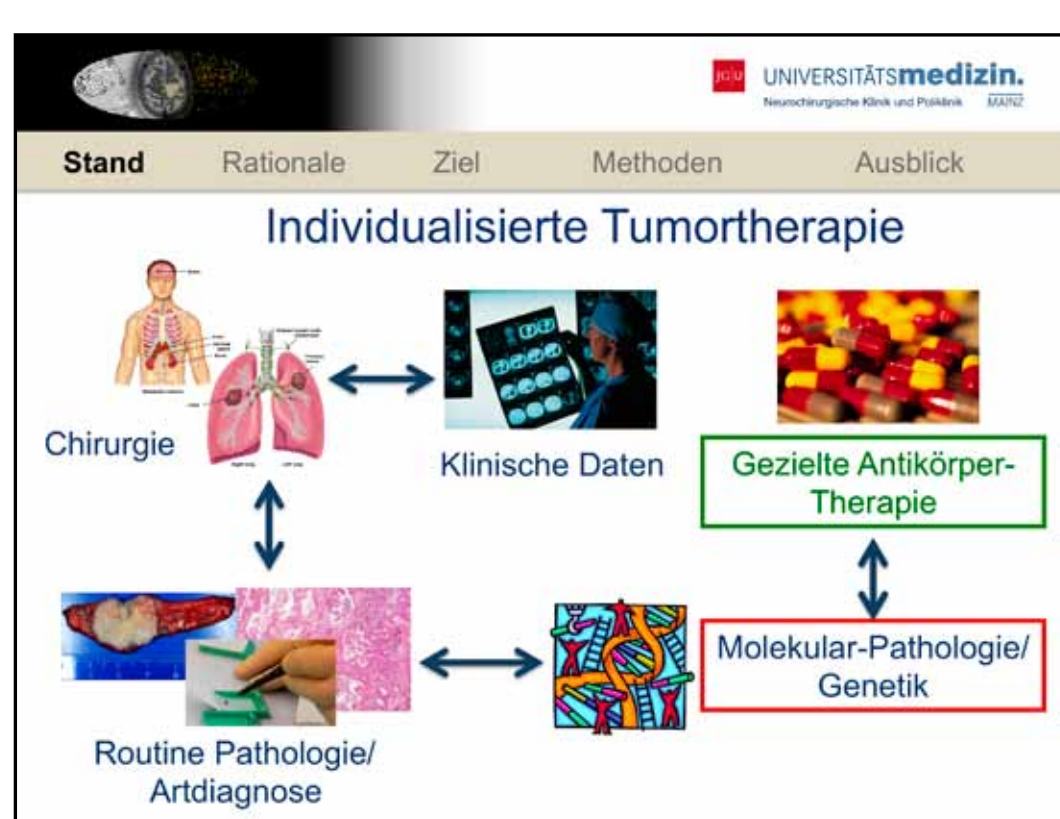 JG|U
UNIVERSITÄTSmedizin.
Neurochirurgische Klinik und Poliklinik MAINZ
Stand Rationale Ziel Methoden Ausblick
Individualisierte Tumortherapie
Chirurgie
Klinische Daten
Gezielte Antikörper-
Therapie
Routine Pathologie/
Artdiagnose
Molekular-Pathologie/
Genetik